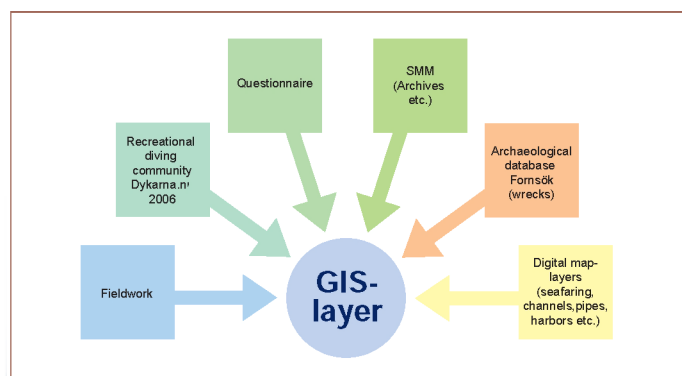 Questionnaire
SMM
(Archives
etc.)
Recreational
diving
community
2006
Archaeological
database
Fornsök
(wrecks)
Fieldwork
GIS-
layer
Digital map-
layers
(seafaring,
channels,pipes,
harbors etc.)